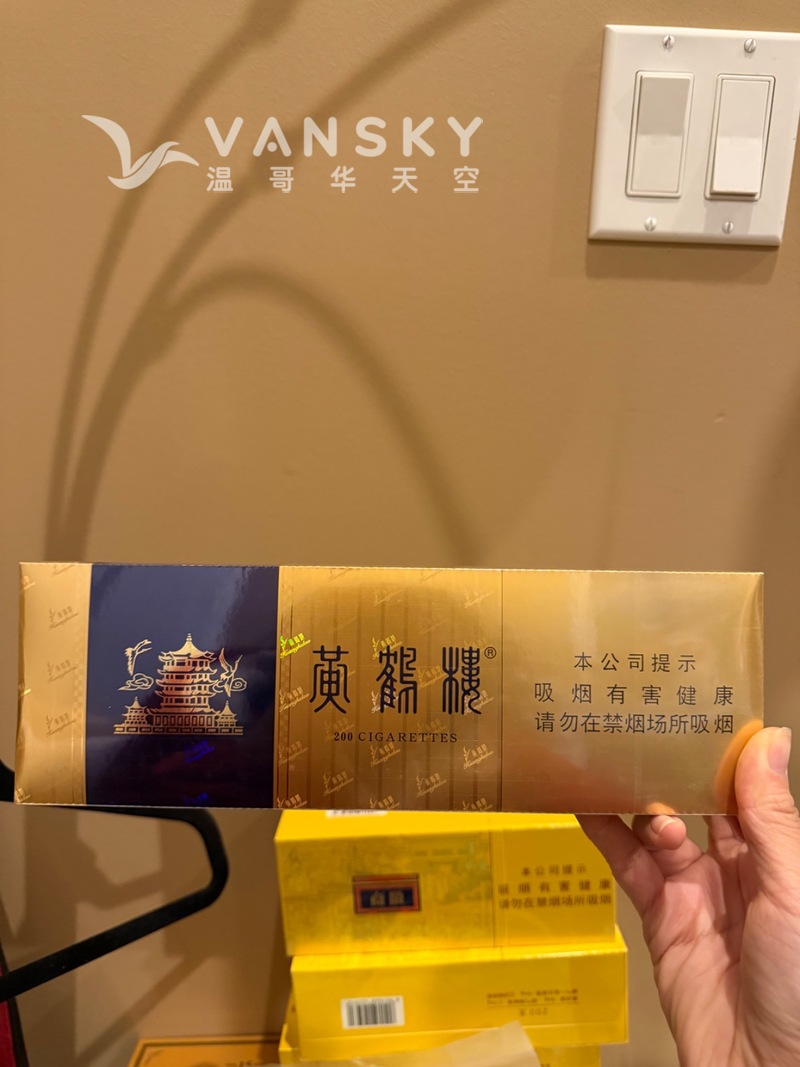 VANSKY
温哥华天空
黄鹤楼®
200 CIGARETTES
本公司提示
吸烟有害健康
请勿在禁烟场所吸烟
本公司提示
吸烟有害健康
请勿在禁烟场所吸烟